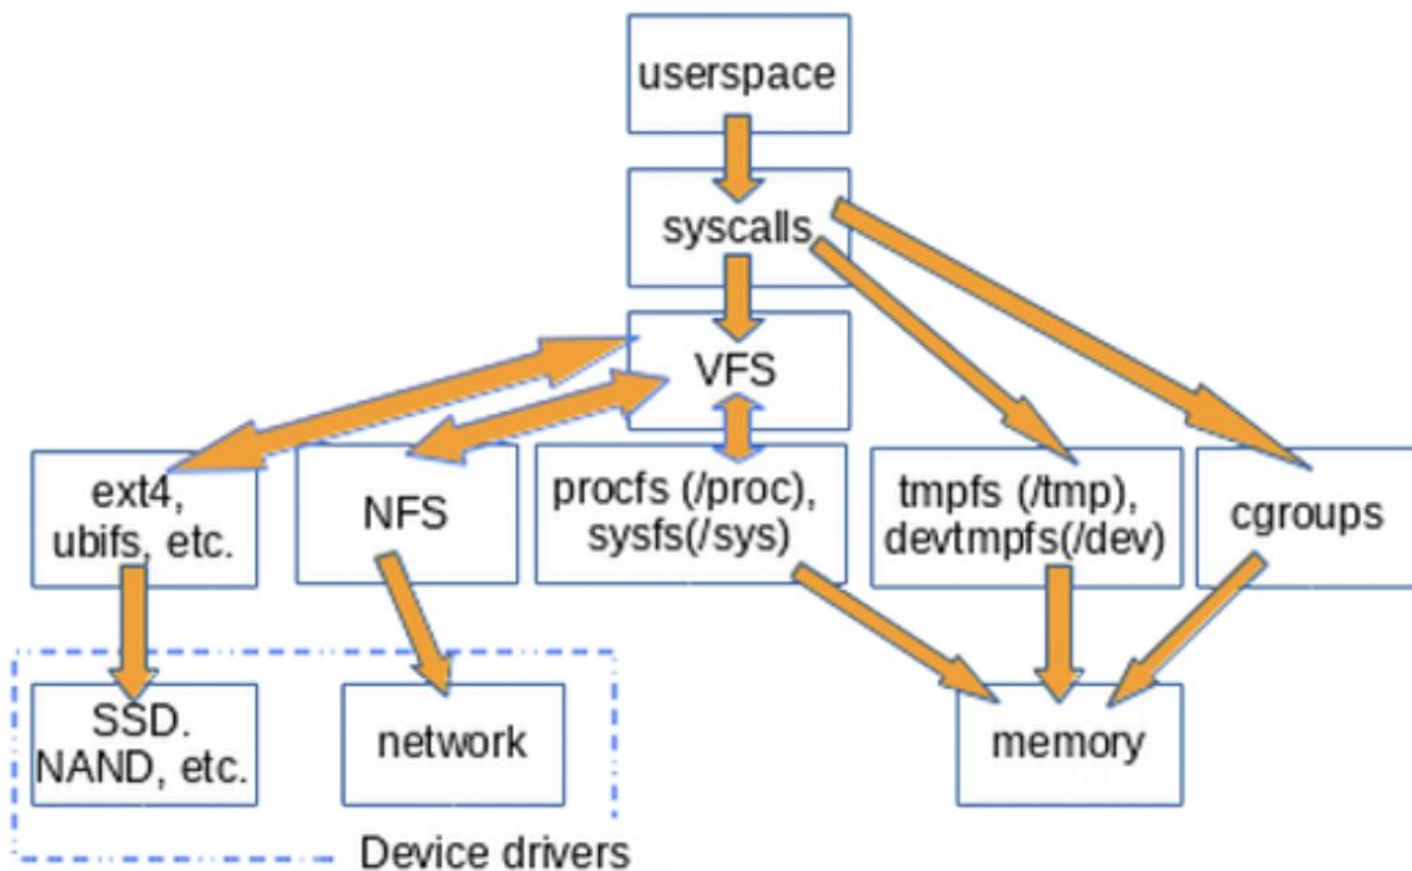 userspace
syscalls
VFS
ext4,
ubifs, etc.
NFS
procfs (/proc),
sysfs(/sys)
tmpfs (/tmp),
devtmpfs(/dev)
cgroups
SSD.
NAND, etc.
network
memory
Device drivers